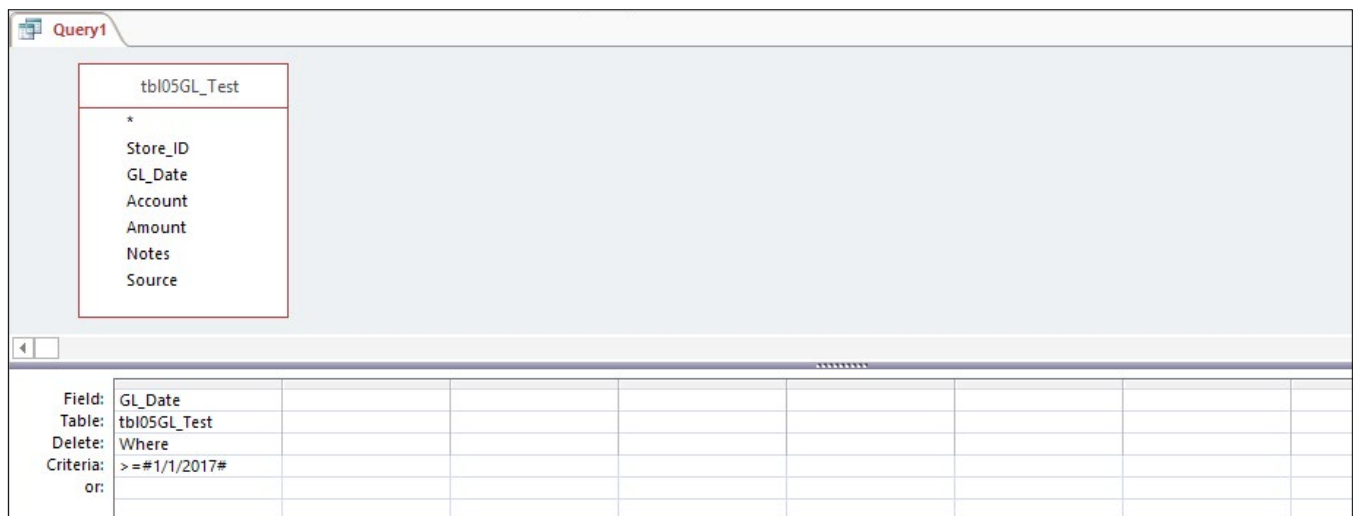 Query1
tbl05GL_Test
*
Store_ID
GL_Date
Account
Amount
Notes
Source
Field: GL_Date
Table: tbl05GL_Test
Delete: Where
Criteria: >=#1/1/2017#
or: